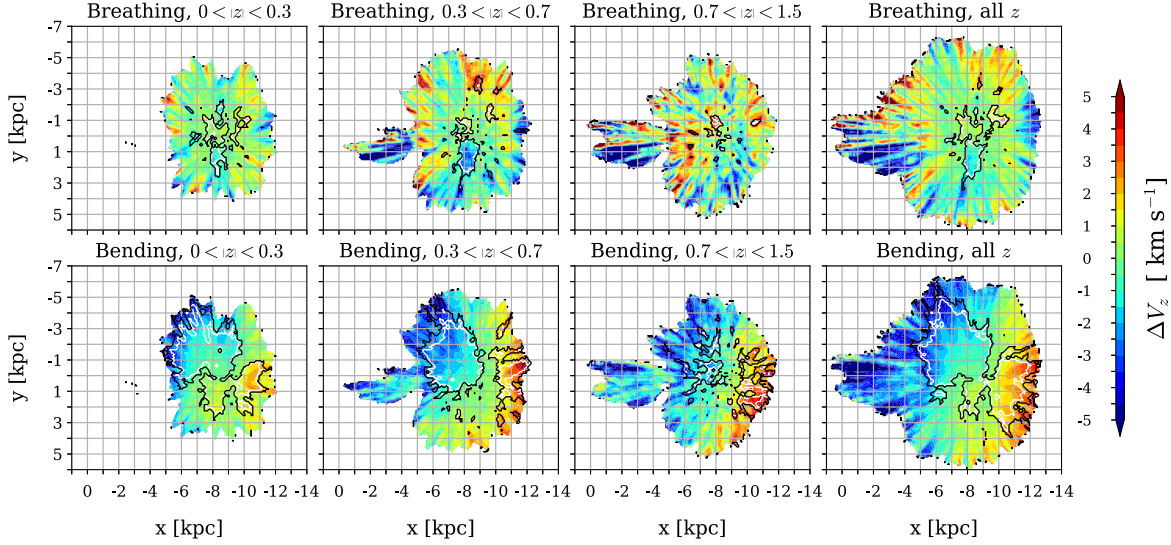 Breathing, 0 < |z| < 0.3
Breathing, 0.3 < |z| < 0.7
Breathing, 0.7 < |z| < 1.5
Breathing, all z
-7
-5
-3
-1
1
3
5
y [kpc]
Bending, 0 < |z| < 0.3
Bending, 0.3 < |z| < 0.7
Bending, 0.7 < |z| < 1.5
Bending, all z
-7
-5
-3
-1
1
3
5
y [kpc]
0 -2 -4 -6 -8 -10 -12 -14
0 -2 -4 -6 -8 -10 -12 -14
0 -2 -4 -6 -8 -10 -12 -14
0 -2 -4 -6 -8 -10 -12 -14
x [kpc]
x [kpc]
x [kpc]
x [kpc]
5
4
3
2
1
0
-1
-2
-3
-4
-5
ΔV_z [ km s⁻¹]